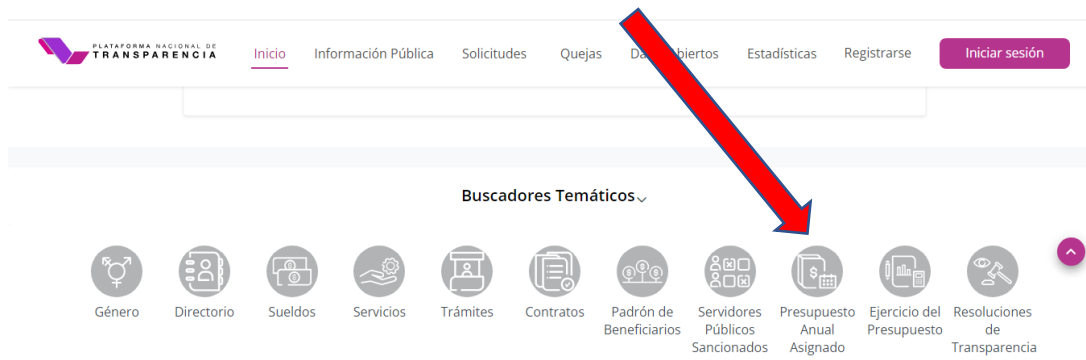 PLATAFORMA NACIONAL DE
TRANSPARENCIA
Inicio Información Pública Solicitudes Quejas Estadísticas Registrarse Iniciar sesión
Buscadores Temáticos
Género Directorio Sueldos Servicios Trámites Contratos Padrón de Beneficiarios Servidores Públicos Sancionados Presupuesto Anual Asignado Ejercicio del Presupuesto Resoluciones de Transparencia